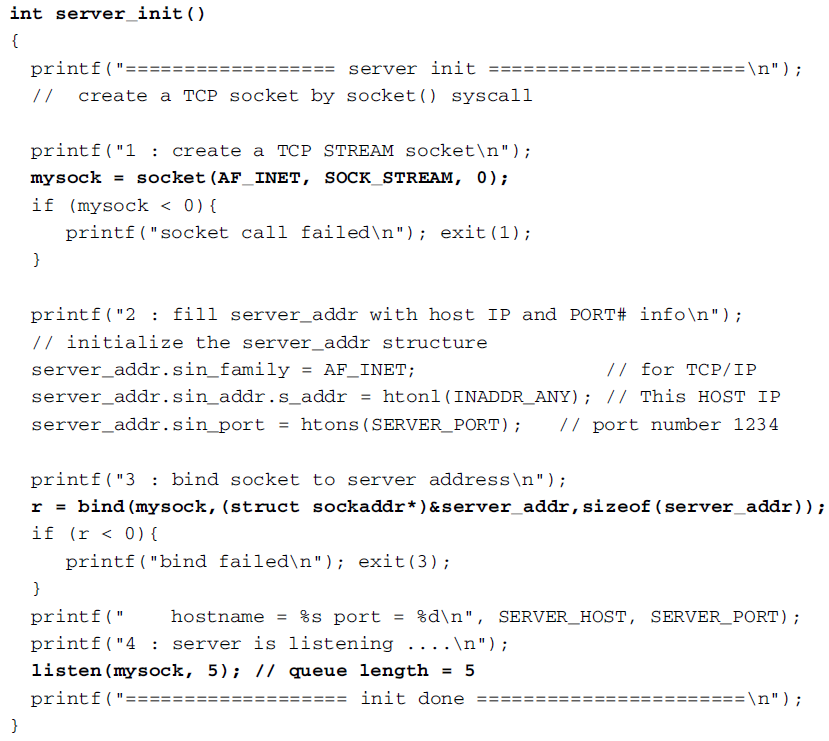 int server_init()
{
  printf("================== server init ======================\n");
  //  create a TCP socket by socket() syscall

  printf("1 : create a TCP STREAM socket\n");
  mysock = socket(AF_INET, SOCK_STREAM, 0);
  if (mysock < 0){
     printf("socket call failed\n"); exit(1);
  }

  printf("2 : fill server_addr with host IP and PORT# info\n");
  // initialize the server_addr structure
  server_addr.sin_family = AF_INET;                // for TCP/IP
  server_addr.sin_addr.s_addr = htonl(INADDR_ANY); // This HOST IP
  server_addr.sin_port = htons(SERVER_PORT);   // port number 1234

  printf("3 : bind socket to server address\n");
  r = bind(mysock,(struct sockaddr*)&server_addr,sizeof(server_addr));
  if (r < 0){
     printf("bind failed\n"); exit(3);
  }
  printf("    hostname = %s port = %d\n", SERVER_HOST, SERVER_PORT);
  printf("4 : server is listening ....\n");
  listen(mysock, 5); // queue length = 5
  printf("=================== init done =======================\n");
}